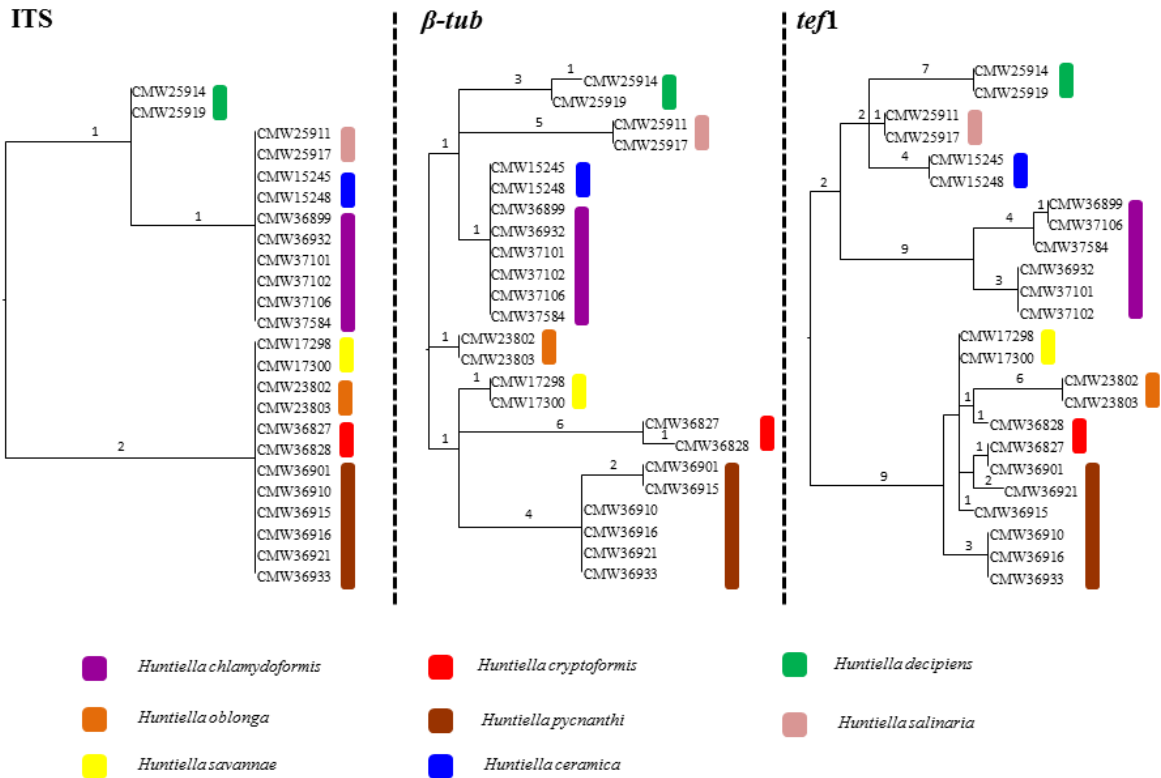 ITS
1
CMW25914
CMW25919
1
CMW25911
CMW25917
CMW15245
CMW15248
CMW36899
CMW36932
CMW37101
CMW37102
CMW37106
CMW37584
2
CMW17298
CMW17300
CMW23802
CMW23803
CMW36827
CMW36828
CMW36901
CMW36910
CMW36915
CMW36916
CMW36921
CMW36933
β-tub
1
3
1
CMW25914
CMW25919
5
CMW25911
CMW25917
1
CMW15245
CMW15248
CMW36899
CMW36932
CMW37101
CMW37102
CMW37106
CMW37584
1
CMW23802
CMW23803
1
1
CMW17298
CMW17300
6
CMW36827
1
CMW36828
4
2
CMW36901
CMW36915
CMW36910
CMW36916
CMW36921
CMW36933
tef1
2
2
7
CMW25914
CMW25919
1
CMW25911
CMW25917
4
CMW15245
CMW15248
9
4
1
CMW36899
CMW37106
CMW37584
3
CMW36932
CMW37101
CMW37102
9
CMW17298
CMW17300
1
6
CMW23802
CMW23803
1
CMW36828
1
CMW36827
CMW36901
2
CMW36921
1
CMW36915
3
CMW36910
CMW36916
CMW36933
Huntiella chlamydoformis
Huntiella cryptoformis
Huntiella decipiens
Huntiella oblonga
Huntiella pycnanthi
Huntiella salinaria
Huntiella savannae
Huntiella ceramica